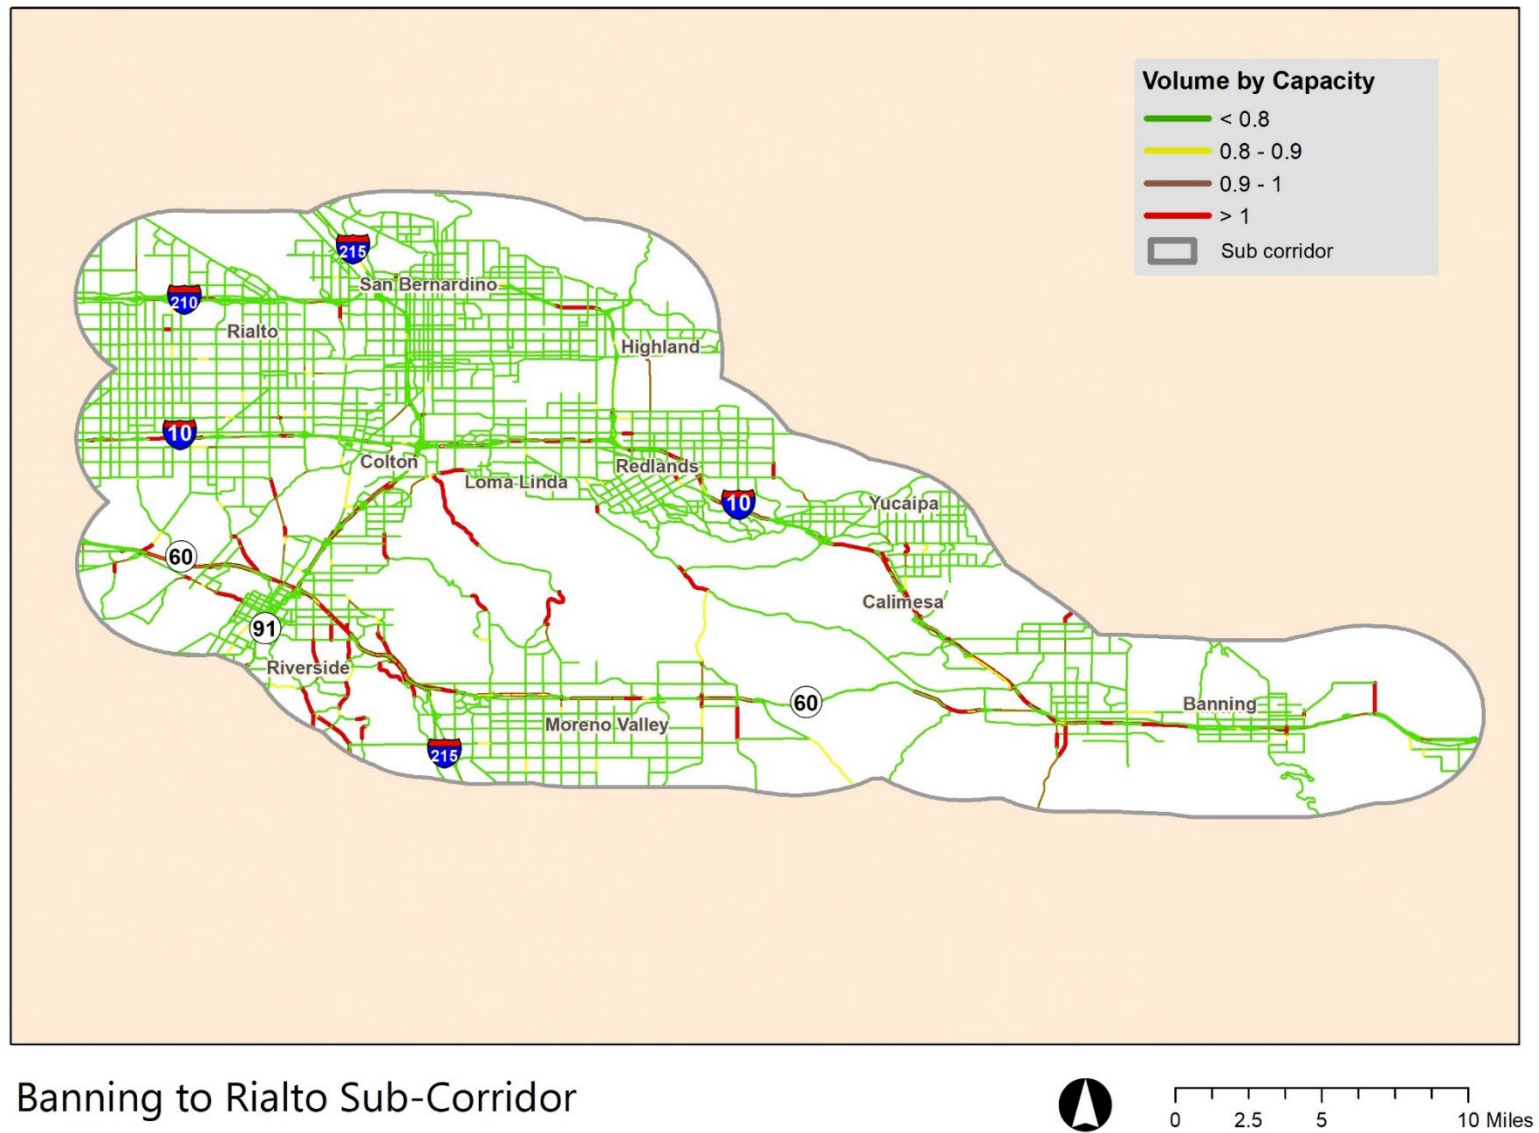 Volume by Capacity
< 0.8
0.8 - 0.9
0.9 - 1
> 1
Sub corridor
215
San Bernardino
210
Rialto
Highland
10
Colton
Redlands
Loma Linda
10
Yucaipa
60
Calimesa
91
Riverside
60
Banning
Moreno Valley
215
Banning to Rialto Sub-Corridor
0 2.5 5 10 Miles